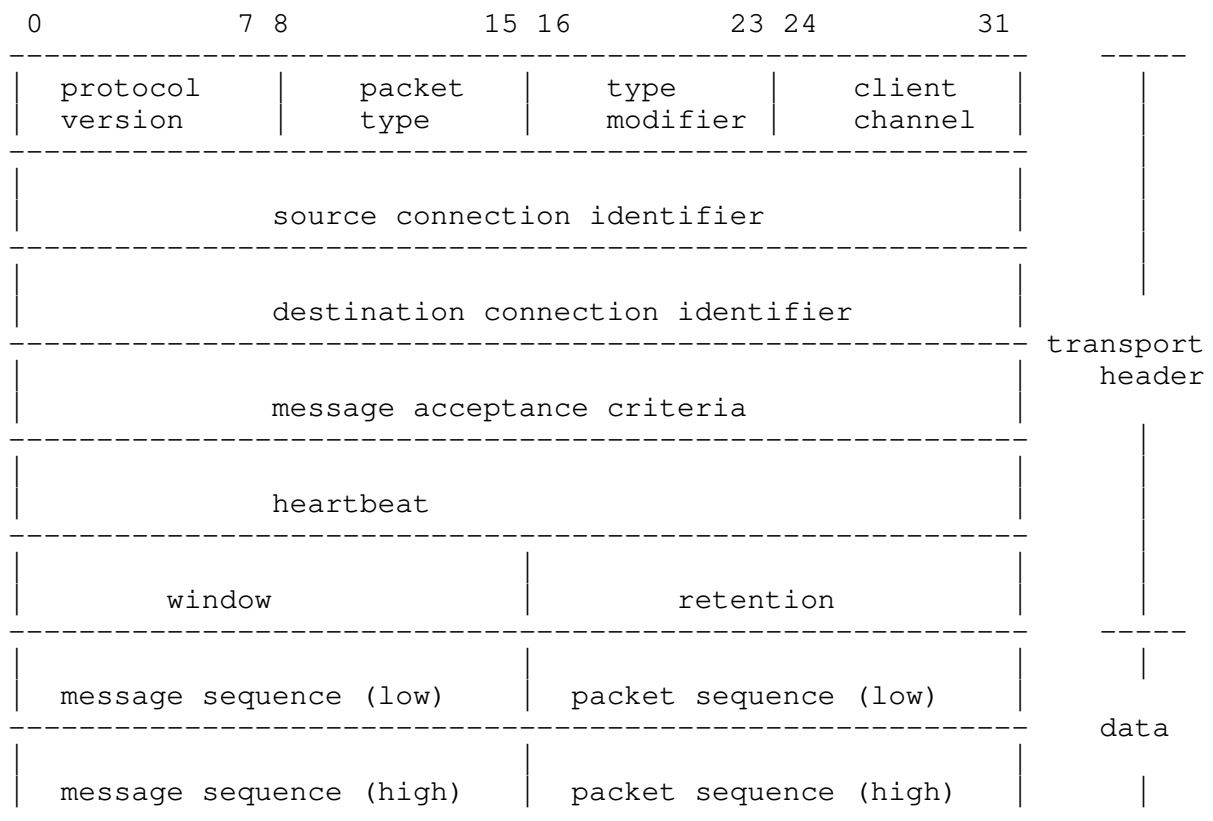 0 7 8 15 16 23 24 31
protocol packet type client
version type modifier channel
source connection identifier
destination connection identifier
transport
header
message acceptance criteria
heartbeat
window retention
message sequence (low) packet sequence (low)
data
message sequence (high) packet sequence (high)